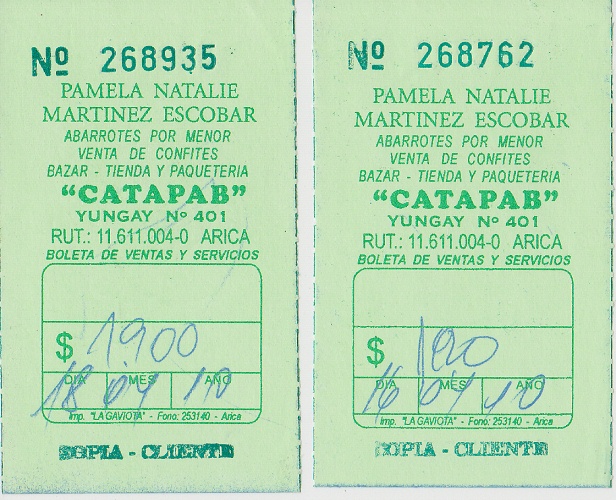 Nº 268935
PAMELA NATALIE
MARTINEZ ESCOBAR
ABARROTES POR MENOR
VENTA DE CONFITES
BAZAR - TIENDA Y PAQUETERIA
"CATAPAB"
YUNGAY Nº 401
RUT.: 11.611.004-0 ARICA
BOLETA DE VENTAS Y SERVICIOS
$ 1900
DIA MES AÑO
18 04 10
Imp. "LA GAVIOTA" - Fono: 253140 - Arica
COPIA - CLIENTE
Nº 268762
PAMELA NATALIE
MARTINEZ ESCOBAR
ABARROTES POR MENOR
VENTA DE CONFITES
BAZAR - TIENDA Y PAQUETERIA
"CATAPAB"
YUNGAY Nº 401
RUT.: 11.611.004-0 ARICA
BOLETA DE VENTAS Y SERVICIOS
$
DIA MES AÑO
16 04 10
Imp. "LA GAVIOTA" - Fono: 253140 - Arica
COPIA - CLIENTE